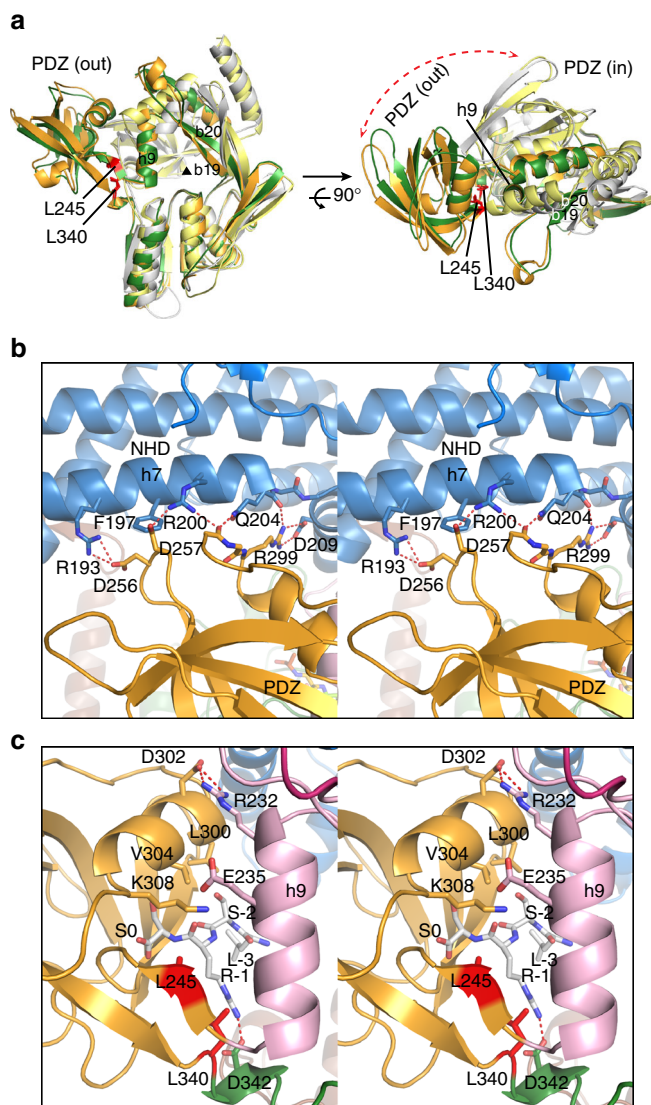 a
PDZ (out)
b20
h9
b19
L245
L340
90°
PDZ (out)
PDZ (in)
h9
b20
b19
L245
L340
b
NHD
h7
F197
R200
Q204
D257
D209
R299
R193
D256
PDZ
NHD
h7
F197
R200
Q204
D257
D209
R299
R193
D256
PDZ
c
D302
R232
L300
V304
E235
K308
h9
S-2
S0
L-3
R-1
L245
L340
D342
D302
R232
L300
V304
E235
K308
h9
S-2
S0
L-3
R-1
L245
L340
D342